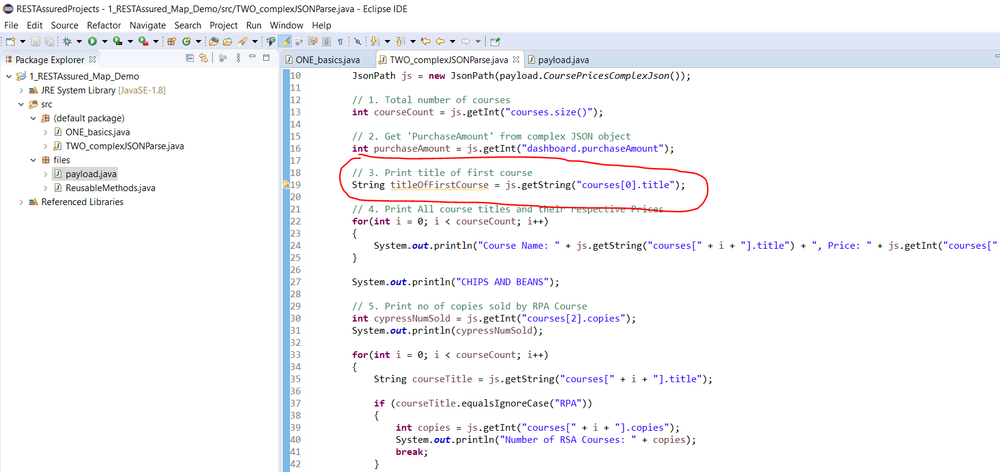 RESTAssuredProjects - 1_RESTAssured_Map_Demo/src/TWO_complexJSONParse.java - Eclipse IDE
File Edit Source Refactor Navigate Search Project Run Window Help
Package Explorer
1_RESTAssured_Map_Demo
JRE System Library [JavaSE-1.8]
src
(default package)
ONE_basics.java
TWO_complexJSONParse.java
files
payload.java
ReusableMethods.java
Referenced Libraries
ONE_basics.java TWO_complexJSONParse.java payload.java
10 JsonPath js = new JsonPath(payload.CoursePricesComplexJson());
11
12 // 1. Total number of courses
13 int courseCount = js.getInt("courses.size()");
14
15 // 2. Get 'PurchaseAmount' from complex JSON object
16 int purchaseAmount = js.getInt("dashboard.purchaseAmount");
17
18 // 3. Print title of first course
19 String titleOfFirstCourse = js.getString("courses[0].title");
20
21 // 4. Print All course titles and their respective Prices
22 for(int i = 0; i < courseCount; i++)
23 {
24 System.out.println("Course Name: " + js.getString("courses[" + i + "].title") + ", Price: " + js.getInt("courses["
25 }
26
27 System.out.println("CHIPS AND BEANS");
28
29 // 5. Print no of copies sold by RPA Course
30 int cypressNumSold = js.getInt("courses[2].copies");
31 System.out.println(cypressNumSold);
32
33 for(int i = 0; i < courseCount; i++)
34 {
35 String courseTitle = js.getString("courses[" + i + "].title");
36
37 if (courseTitle.equalsIgnoreCase("RPA"))
38 {
39 int copies = js.getInt("courses[" + i + "].copies");
40 System.out.println("Number of RSA Courses: " + copies);
41 break;
42 }